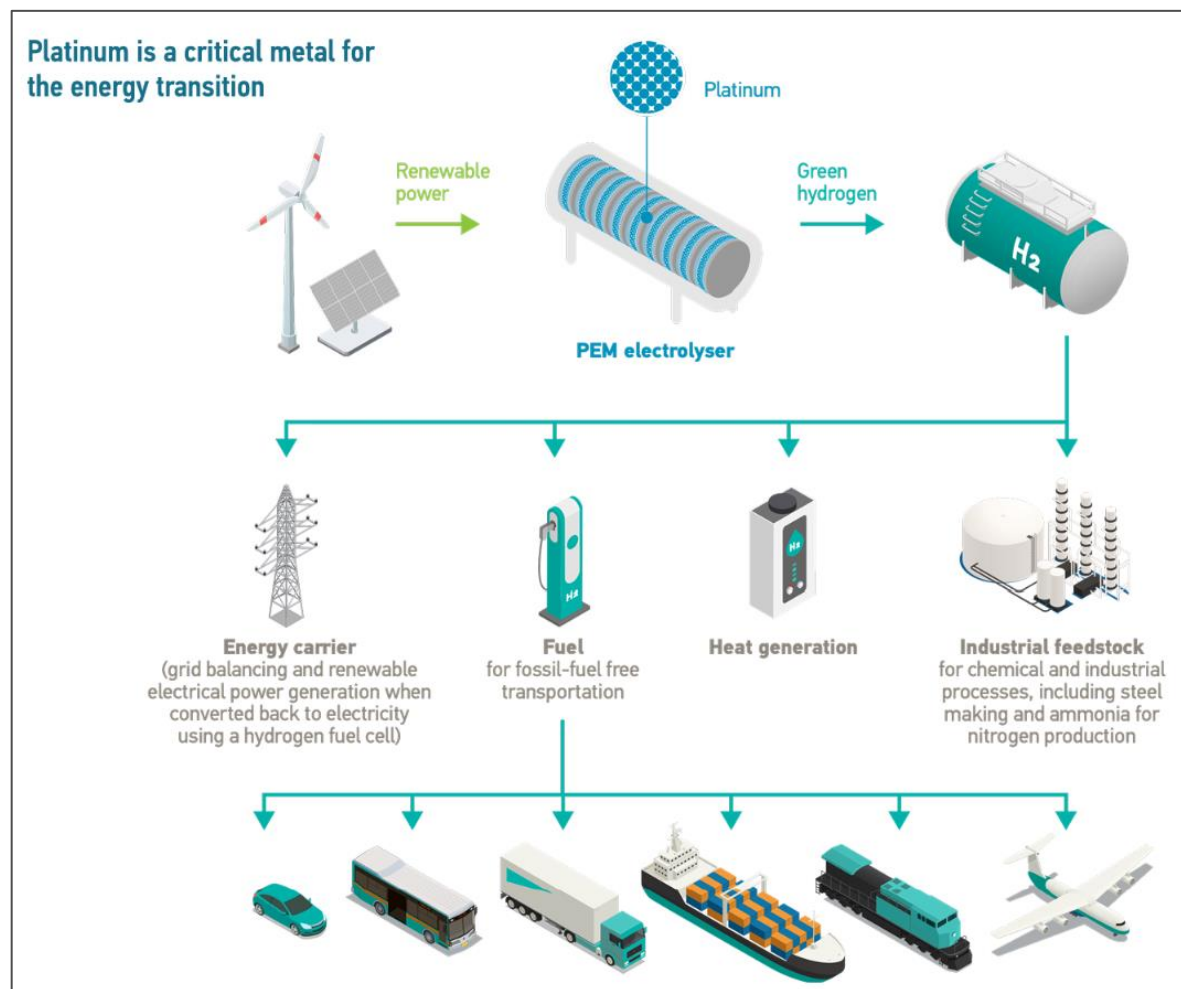 Platinum is a critical metal for
the energy transition
Platinum
Renewable
power
Green
hydrogen
H2
PEM electrolyser
H2
H2
Energy carrier
(grid balancing and renewable
electrical power generation when
converted back to electricity
using a hydrogen fuel cell)
Fuel
for fossil-fuel free
transportation
Heat generation
Industrial feedstock
for chemical and industrial
processes, including steel
making and ammonia for
nitrogen production